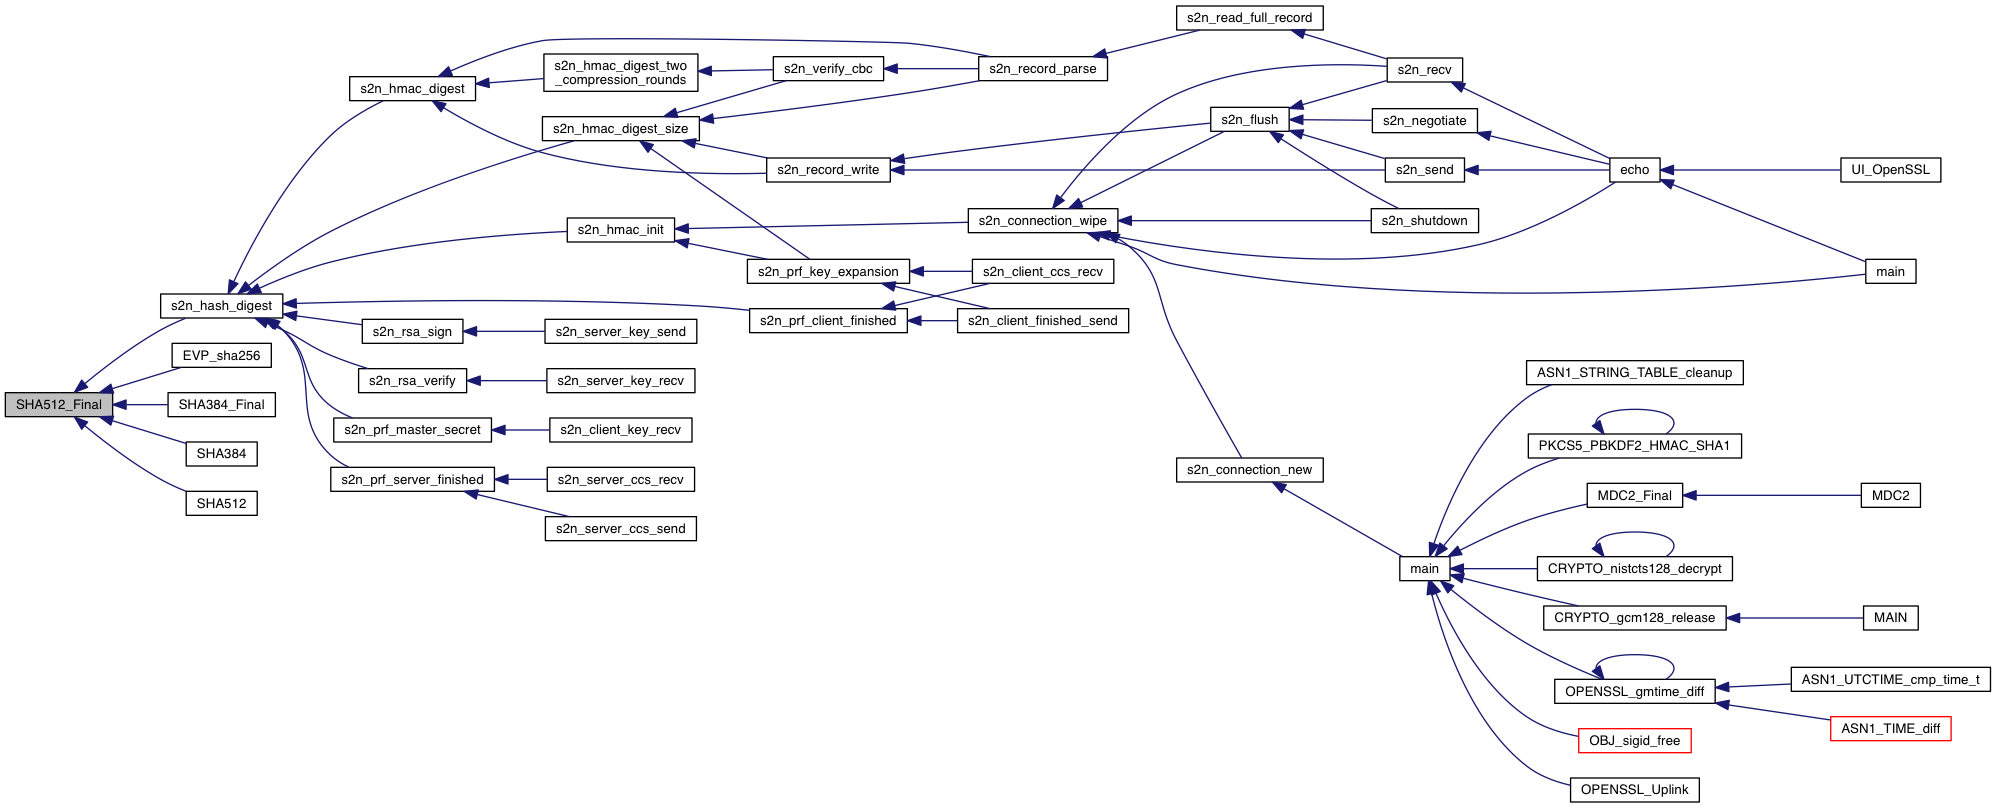 s2n_read_full_record
s2n_hmac_digest_two
_compression_rounds
s2n_verify_cbc
s2n_record_parse
s2n_recv
s2n_hmac_digest
s2n_hmac_digest_size
s2n_flush
s2n_negotiate
s2n_record_write
s2n_send
echo
UI_OpenSSL
s2n_hmac_init
s2n_connection_wipe
s2n_shutdown
s2n_prf_key_expansion
s2n_client_ccs_recv
main
s2n_hash_digest
s2n_prf_client_finished
s2n_client_finished_send
s2n_rsa_sign
s2n_server_key_send
EVP_sha256
s2n_rsa_verify
s2n_server_key_recv
ASN1_STRING_TABLE_cleanup
SHA512_Final
SHA384_Final
s2n_prf_master_secret
s2n_client_key_recv
PKCS5_PBKDF2_HMAC_SHA1
SHA384
s2n_prf_server_finished
s2n_server_ccs_recv
s2n_connection_new
SHA512
MDC2_Final
MDC2
s2n_server_ccs_send
main
CRYPTO_nistcts128_decrypt
CRYPTO_gcm128_release
MAIN
OPENSSL_gmtime_diff
ASN1_UTCTIME_cmp_time_t
ASN1_TIME_diff
OBJ_sigid_free
OPENSSL_Uplink